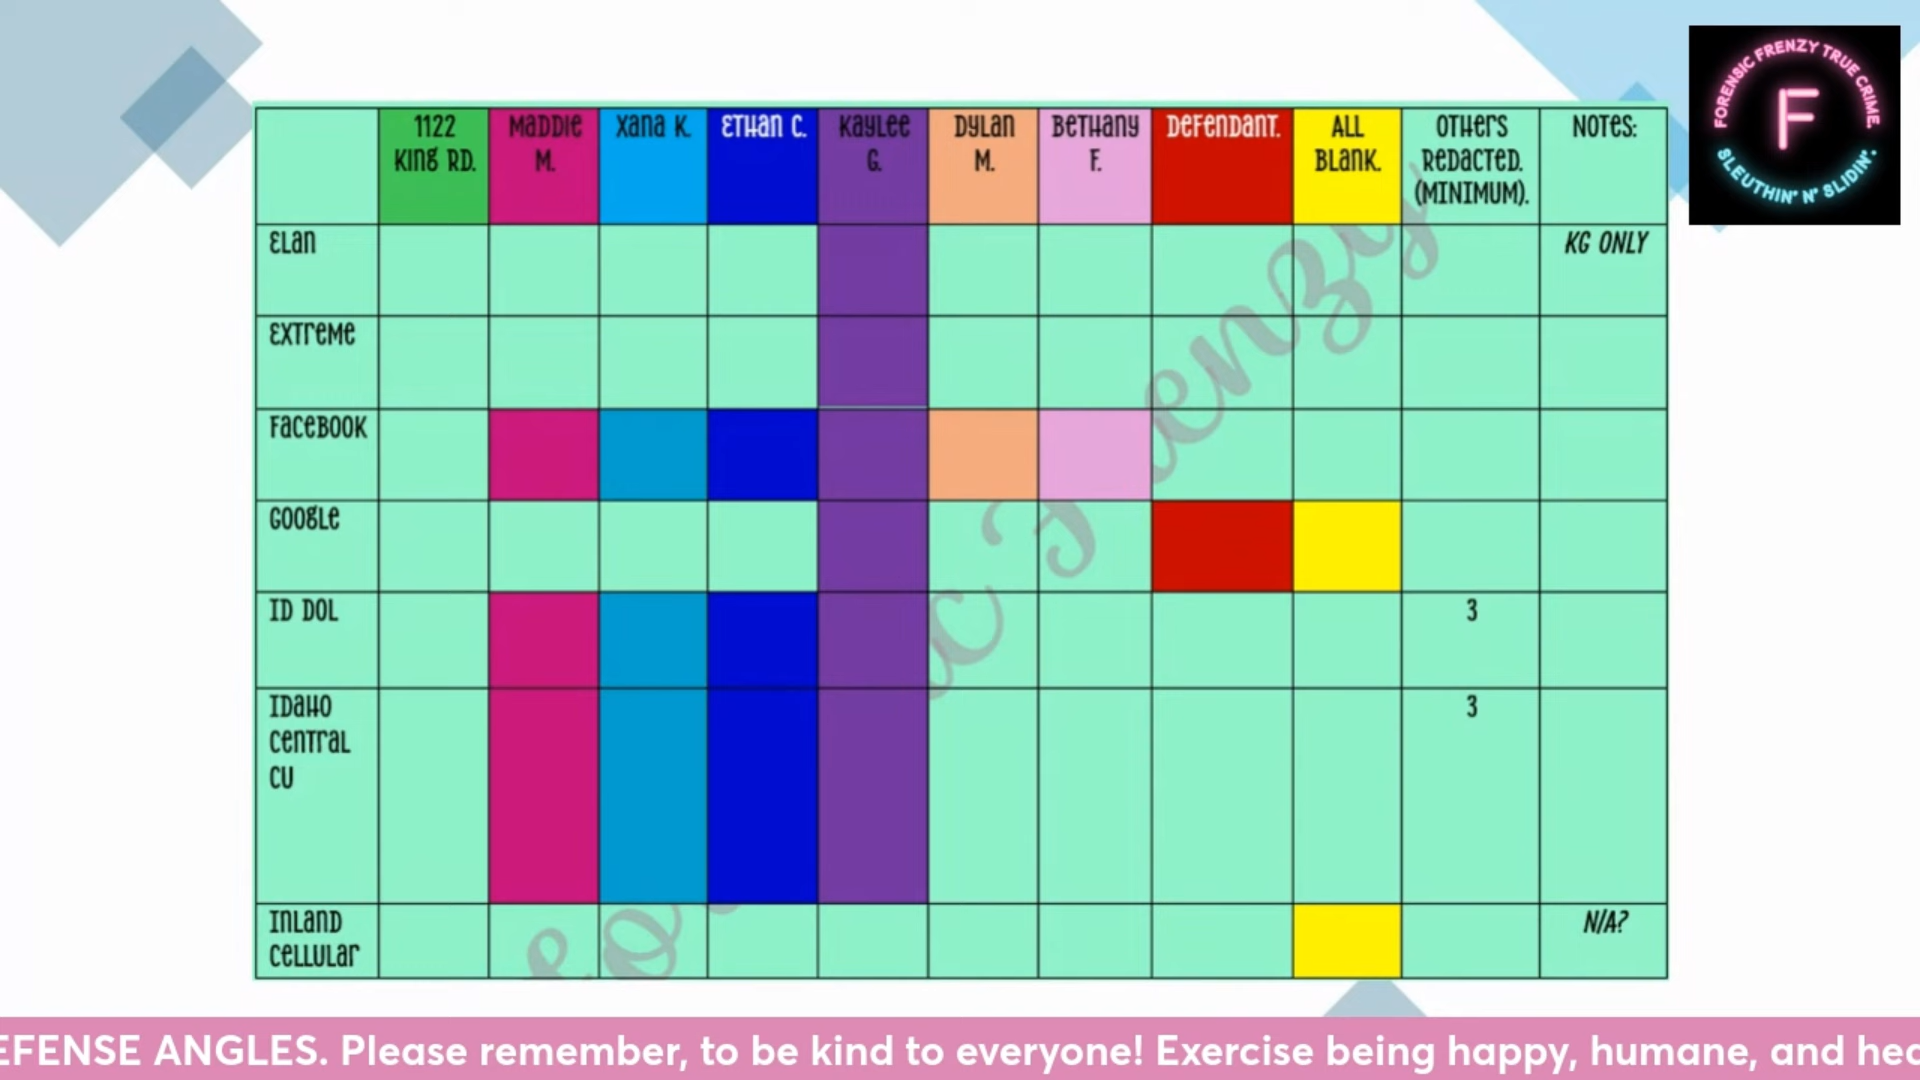 FORENSIC FRENZY TRUE CRIME.
F
SLEUTHIN' N' SLIDIN'.
1122 KING RD.
MADDIE M.
XANA K.
ETHAN C.
KAYLEE G.
DYLAN M.
BETHANY F.
DEFENDANT.
ALL BLANK.
OTHERS REDACTED. (MINIMUM).
NOTES:
ELAN
KG ONLY
EXTREME
FACEBOOK
GOOGLE
ID DOL
3
IDAHO CENTRAL CU
3
INLAND CELLULAR
N/A?
EFENSE ANGLES. Please remember, to be kind to everyone! Exercise being happy, humane, and hea